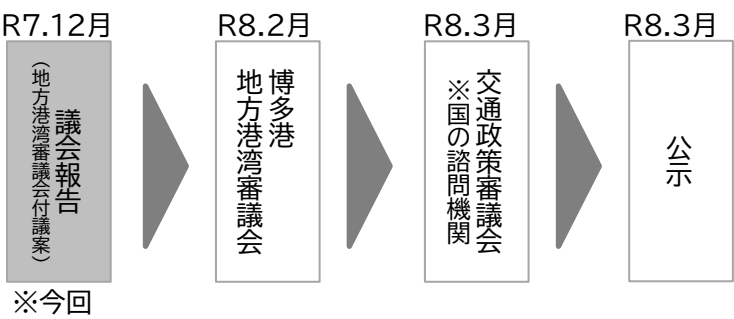 R7.12月
議会報告
（地方港湾審議会付議案）
※今回
R8.2月
博多港
地方港湾審議会
R8.3月
交通政策審議会
※国の諮問機関
R8.3月
公示